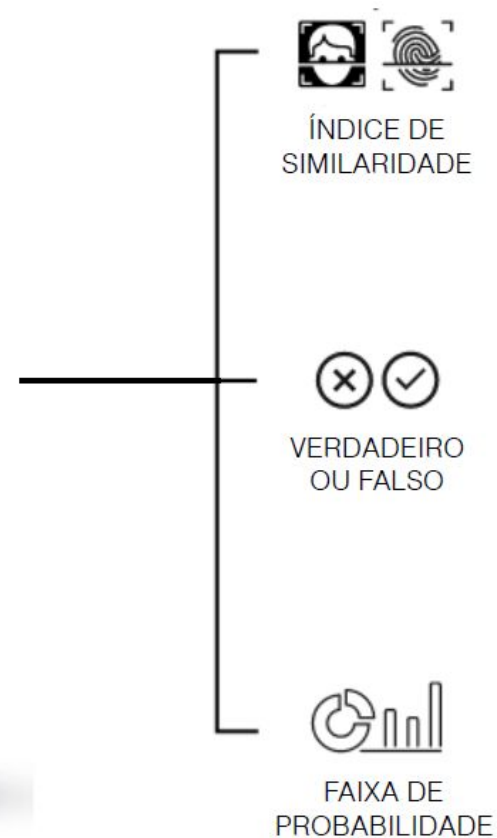 ÍNDICE DE
SIMILARIDADE
VERDADEIRO
OU FALSO
FAIXA DE
PROBABILIDADE